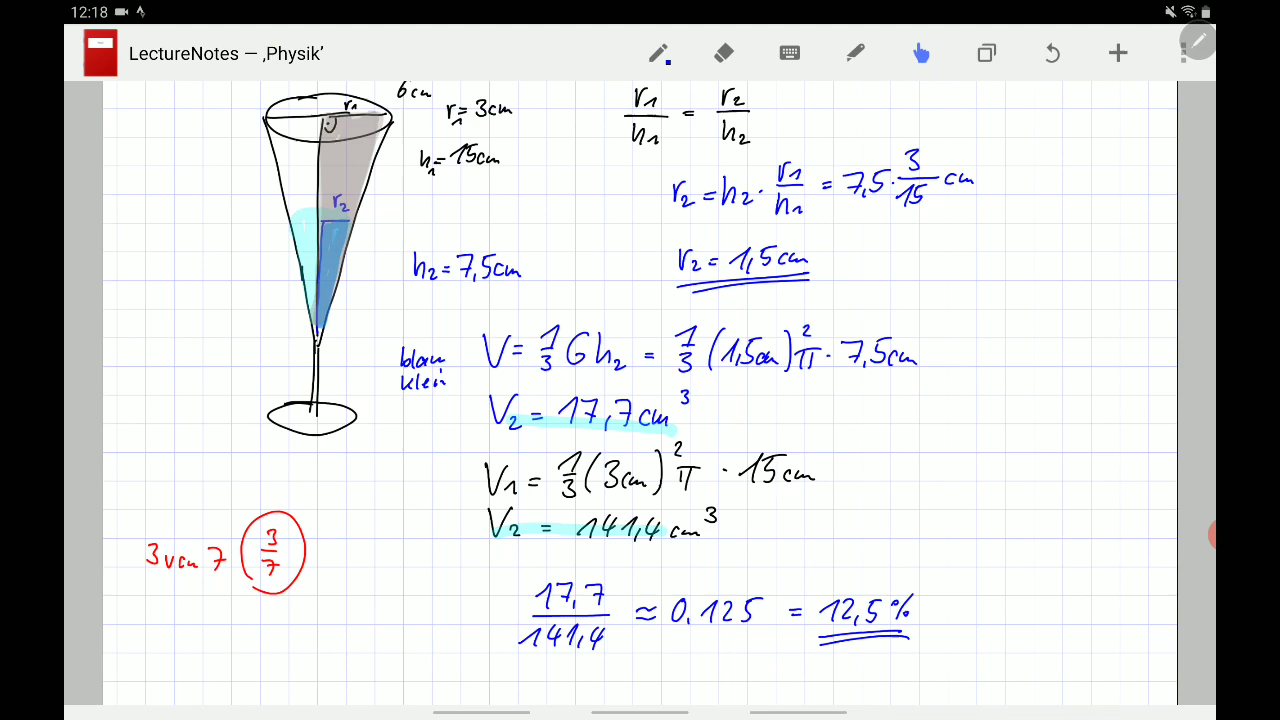 12:18
LectureNotes — ‚Physik’
6cm
r₁
r₁ = 3cm
h₁ = 15cm
r₁/h₁ = r₂/h₂
r₂ = h₂ · r₁/h₁ = 7,5 · 3/15 cm
r₂
h₂ = 7,5cm
r₂ = 1,5cm
blau
klein
V = 1/3 G h₂ = 1/3 (1,5cm)² π · 7,5cm
V₂ = 17,7 cm³
V₁ = 1/3 (3cm)² π · 15cm
V₂ = 141,4 cm³
3 von 7 3/7
17,7/141,4 ≈ 0.125 = 12,5%